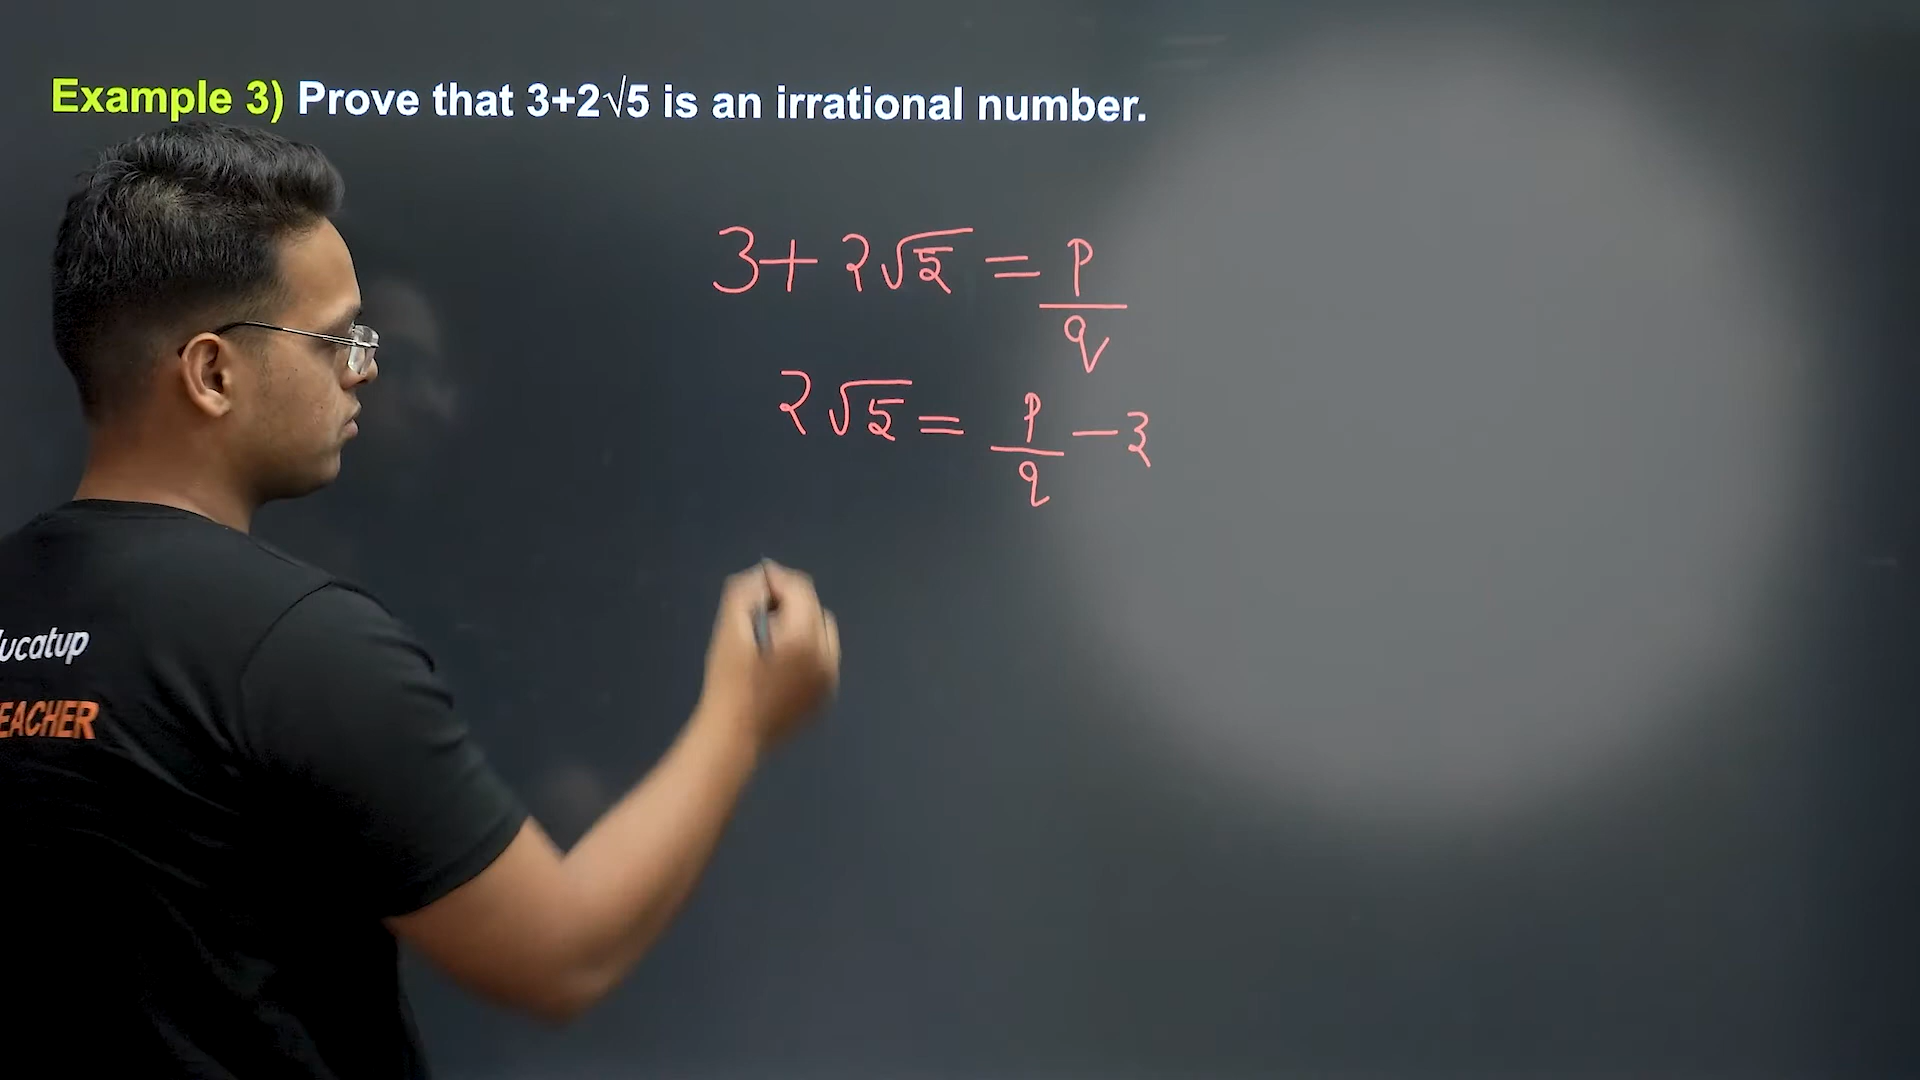 Example 3) Prove that 3+2√5 is an irrational number.
3+2√5 = p/q
2√5 = p/q - 3
ucatup
EACHER